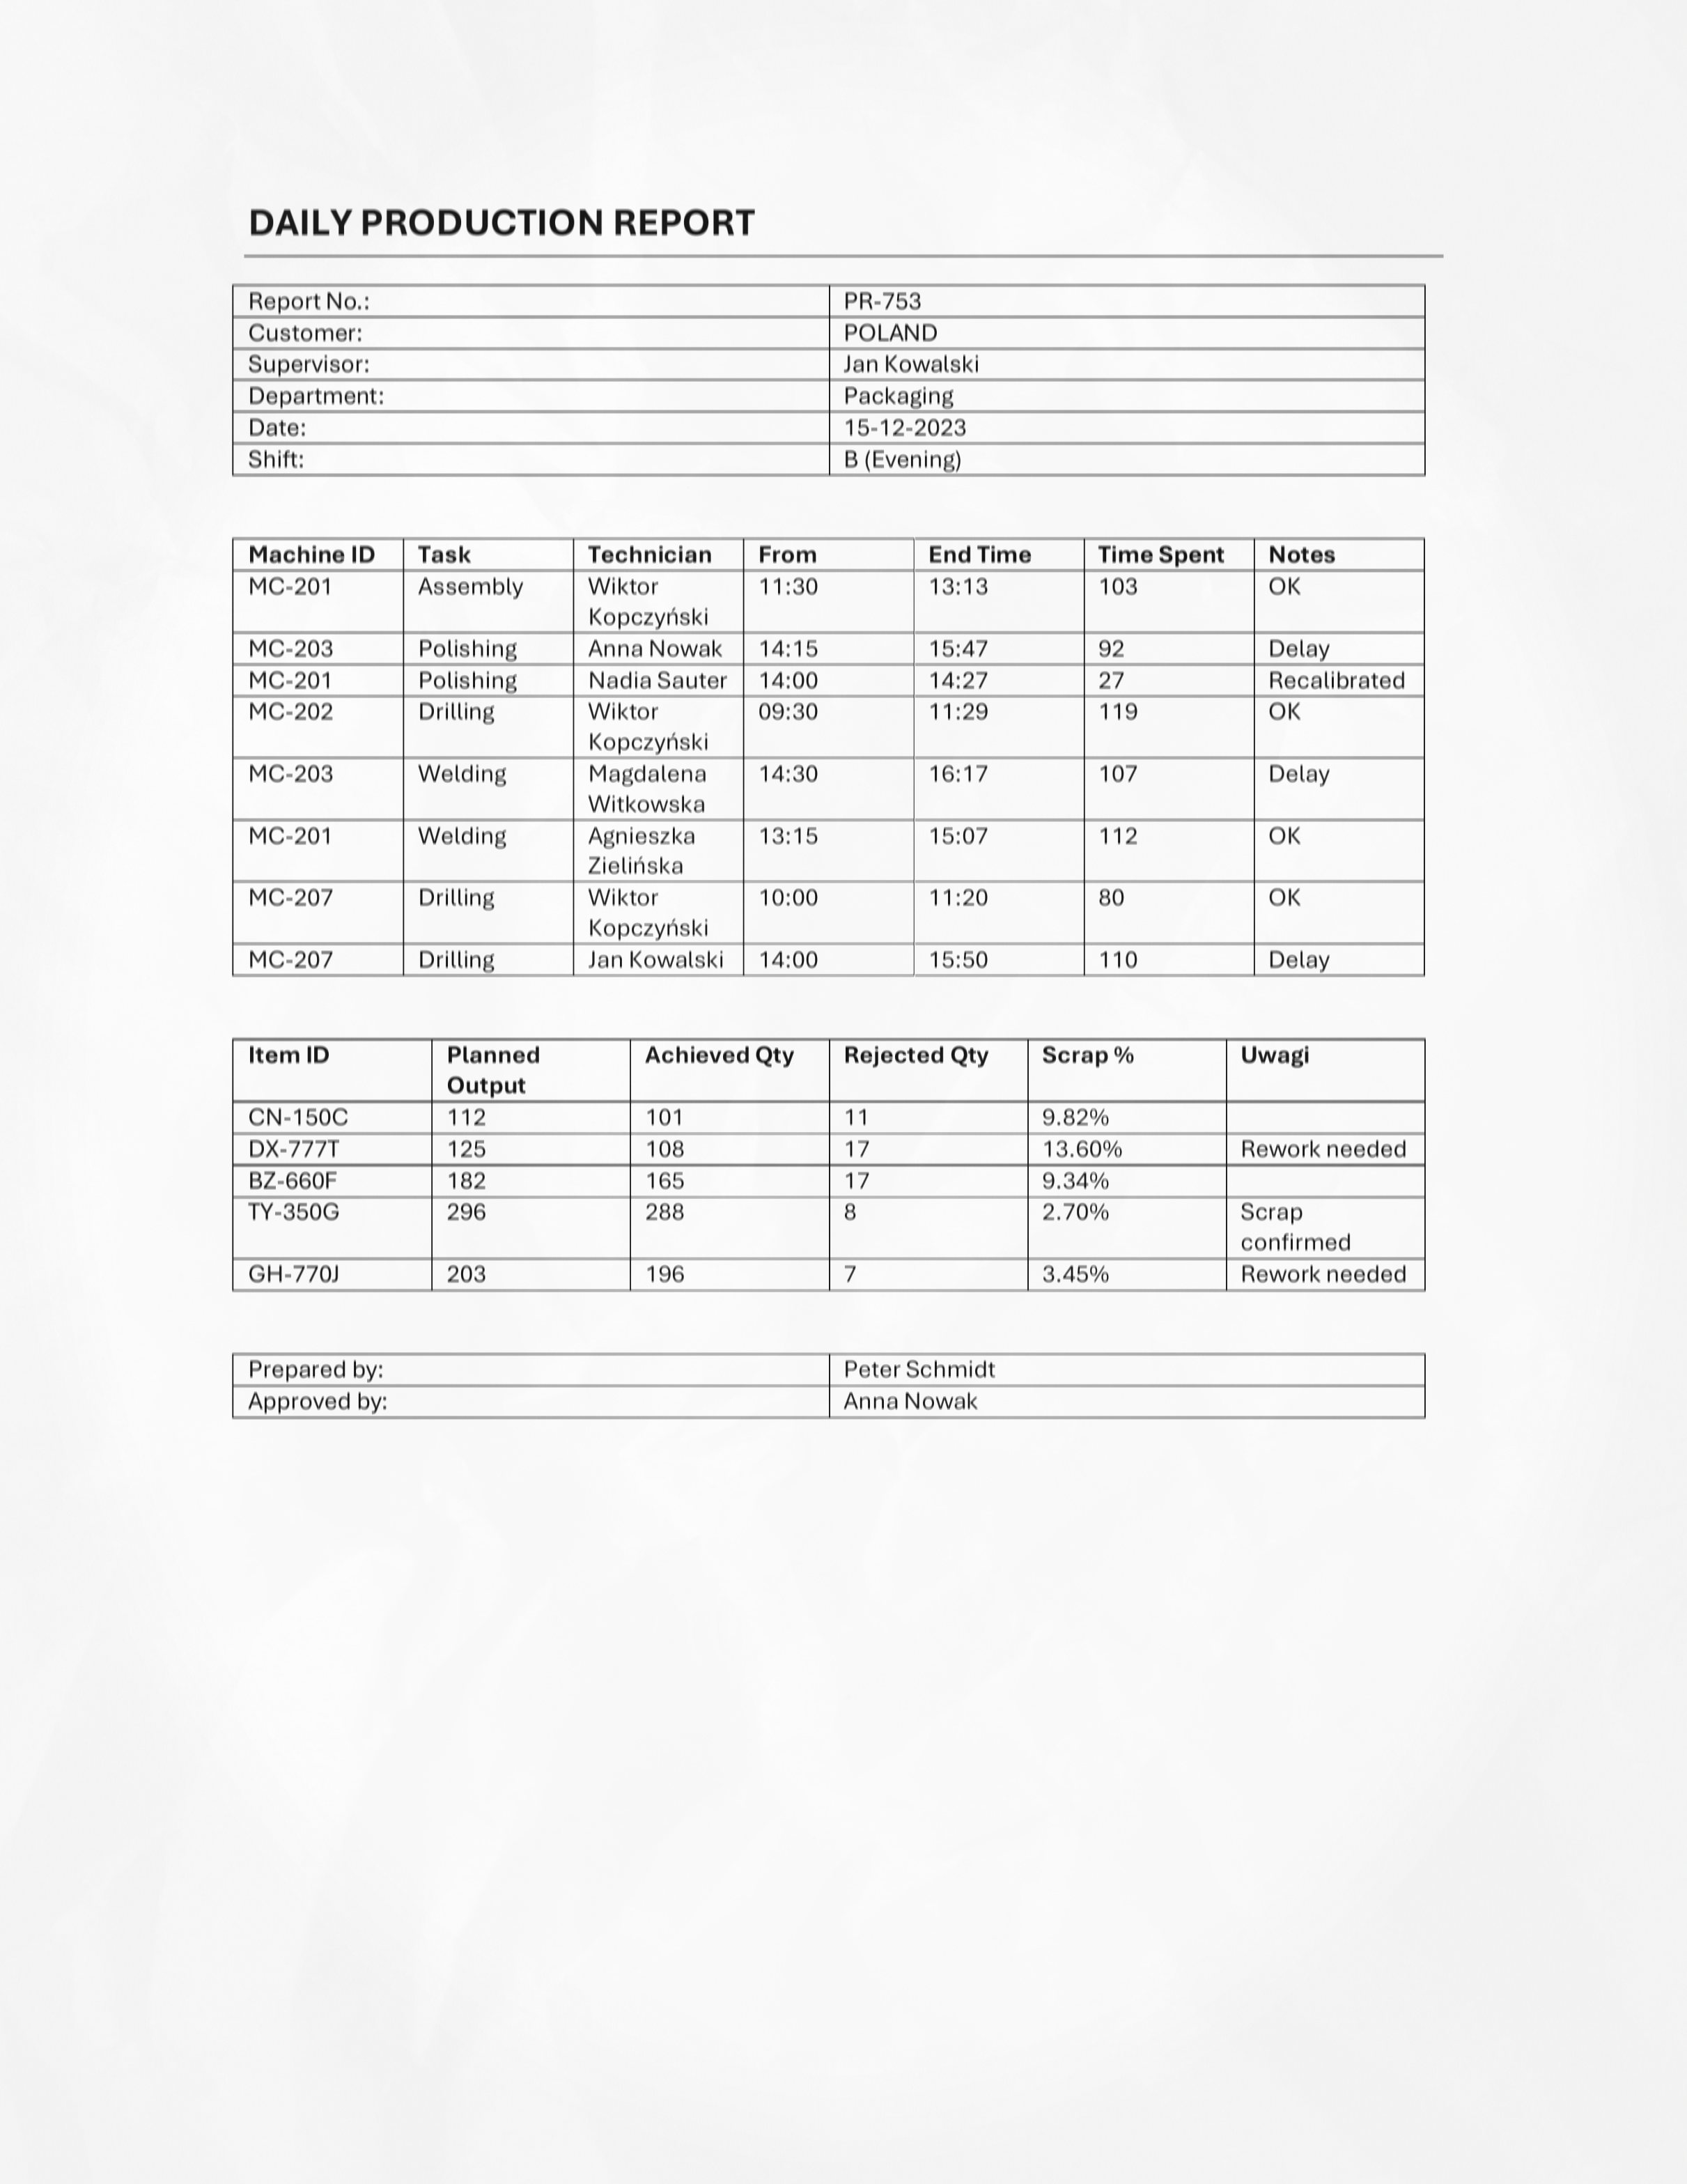 DAILY PRODUCTION REPORT
Report No.: PR-753
Customer: POLAND
Supervisor: Jan Kowalski
Department: Packaging
Date: 15-12-2023
Shift: B (Evening)
Machine ID Task Technician From End Time Time Spent Notes
MC-201 Assembly Wiktor 11:30 13:13 103 OK
Kopczyński
MC-203 Polishing Anna Nowak 14:15 15:47 92 Delay
MC-201 Polishing Nadia Sauter 14:00 14:27 27 Recalibrated
MC-202 Drilling Wiktor 09:30 11:29 119 OK
Kopczyński
MC-203 Welding Magdalena 14:30 16:17 107 Delay
Witkowska
MC-201 Welding Agnieszka 13:15 15:07 112 OK
Zielińska
MC-207 Drilling Wiktor 10:00 11:20 80 OK
Kopczyński
MC-207 Drilling Jan Kowalski 14:00 15:50 110 Delay
Item ID Planned Achieved Qty Rejected Qty Scrap % Uwagi
Output
CN-150C 112 101 11 9.82%
DX-777T 125 108 17 13.60% Rework needed
BZ-660F 182 165 17 9.34%
TY-350G 296 288 8 2.70% Scrap
confirmed
GH-770J 203 196 7 3.45% Rework needed
Prepared by: Peter Schmidt
Approved by: Anna Nowak